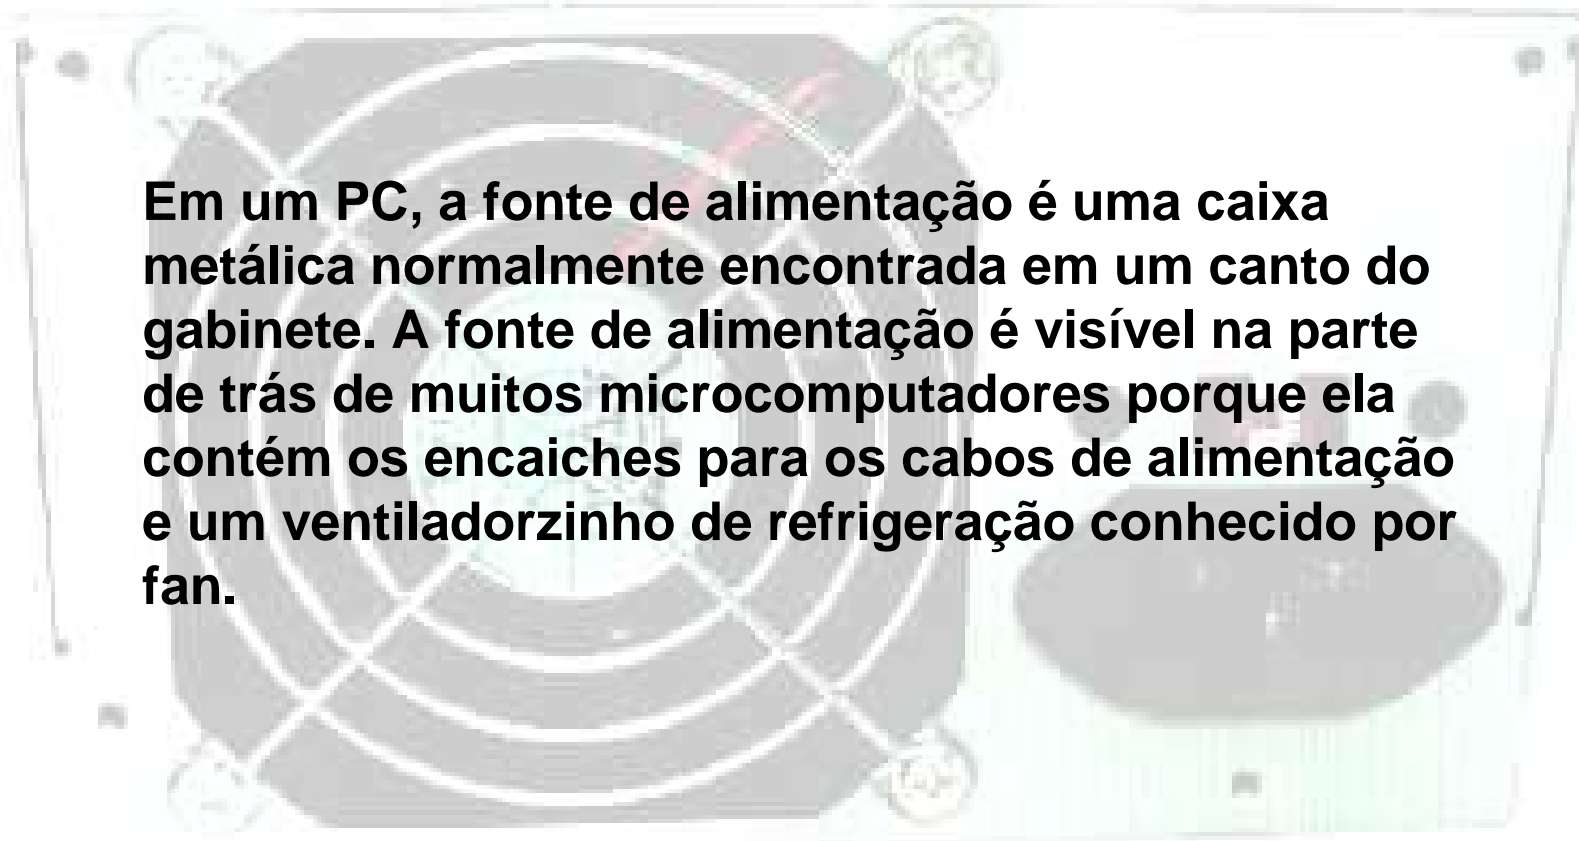 Em um PC, a fonte de alimentação é uma caixa
metálica normalmente encontrada em um canto do
gabinete. A fonte de alimentação é visível na parte
de trás de muitos microcomputadores porque ela
contém os encaiches para os cabos de alimentação
e um ventiladorzinho de refrigeração conhecido por
fan.